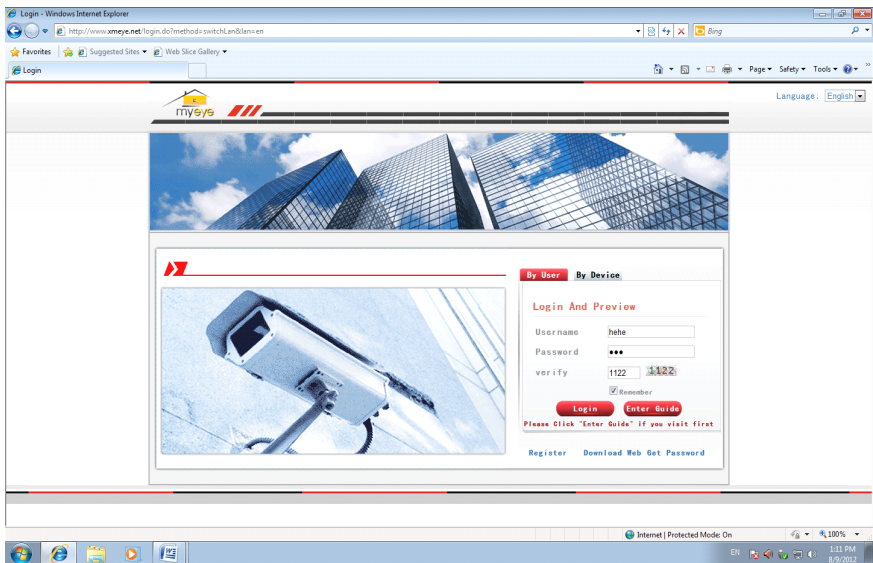 Login - Windows Internet Explorer
http://www.xmeye.net/login.do?method=switchLan&lan=en
Bing
Favorites Suggested Sites Web Slice Gallery
Login
Page Safety Tools
Language: English
myeye
By User By Device
Login And Preview
Username hehe
Password •••
verify 1122 1122
Remember
Login Enter Guide
Please Click "Enter Guide" if you visit first
Register Download Web Get Password
Internet | Protected Mode: On 100%
EN 1:11 PM
8/9/2012